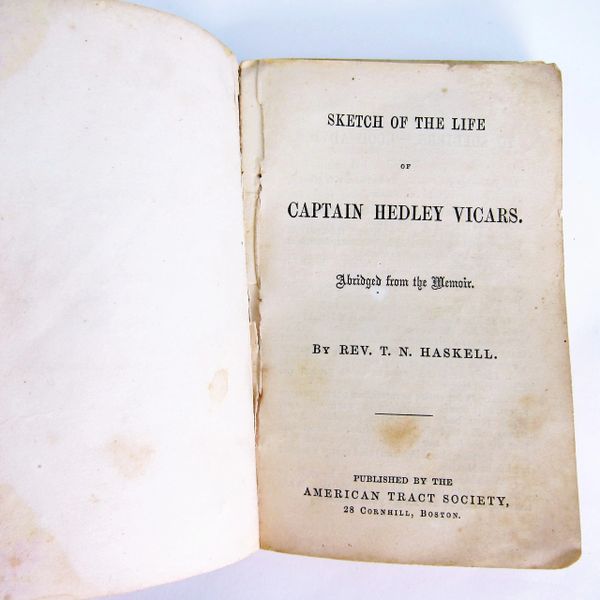 SKETCH OF THE LIFE
OF
CAPTAIN HEDLEY VICARS.
Abridged from the Memoir.
BY REV. T. N. HASKELL.
PUBLISHED BY THE
AMERICAN TRACT SOCIETY,
28 CORNHILL, BOSTON.